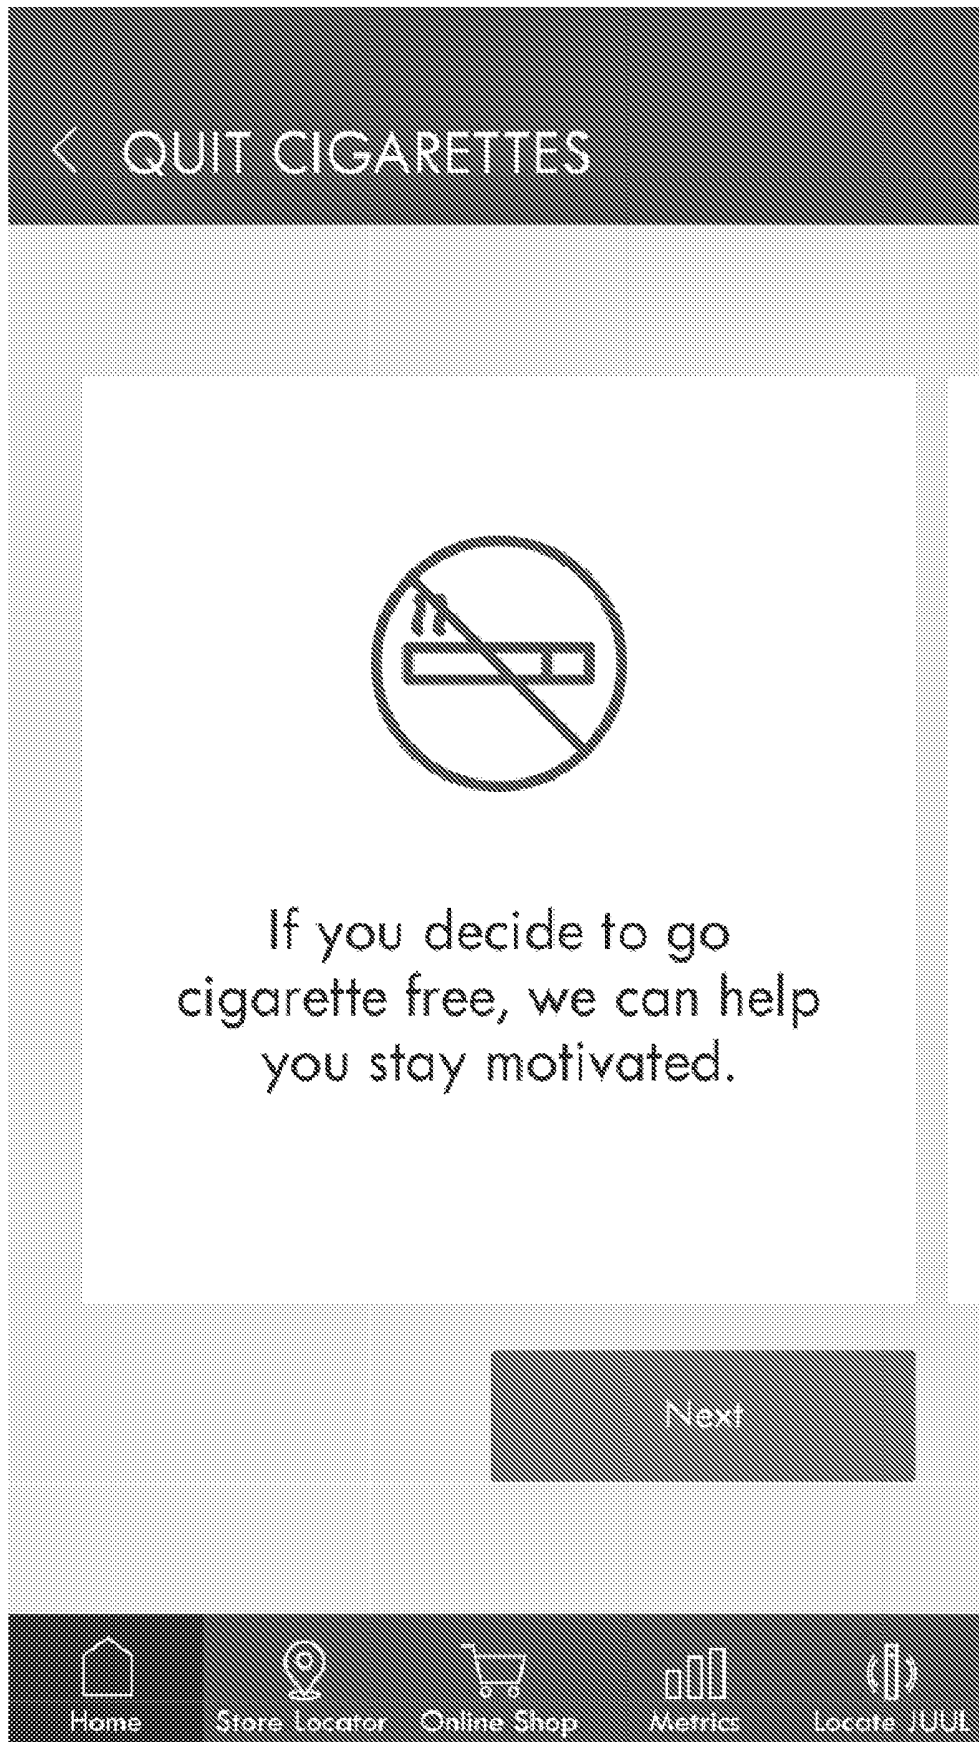 QUIT CIGARETTES
If you decide to go
cigarette free, we can help
you stay motivated.
Next
Home Store Locator Online Shop Metrics Locate JUUL